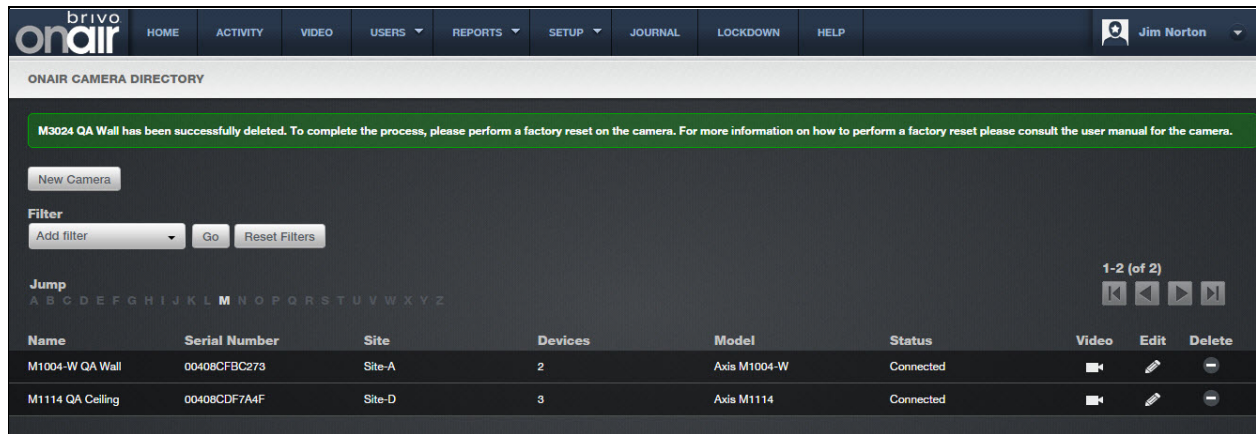 brivo
onair
HOME ACTIVITY VIDEO USERS REPORTS SETUP JOURNAL LOCKDOWN HELP Jim Norton
ONAIR CAMERA DIRECTORY
M3024 QA Wall has been successfully deleted. To complete the process, please perform a factory reset on the camera. For more information on how to perform a factory reset please consult the user manual for the camera.
New Camera
Filter
Add filter Go Reset Filters
1-2 (of 2)
Jump
A B C D E F G H I J K L M N O P Q R S T U V W X Y Z
Name Serial Number Site Devices Model Status Video Edit Delete
M1004-W QA Wall 00408CFBC273 Site-A 2 Axis M1004-W Connected
M1114 QA Ceiling 00408CDF7A4F Site-D 3 Axis M1114 Connected